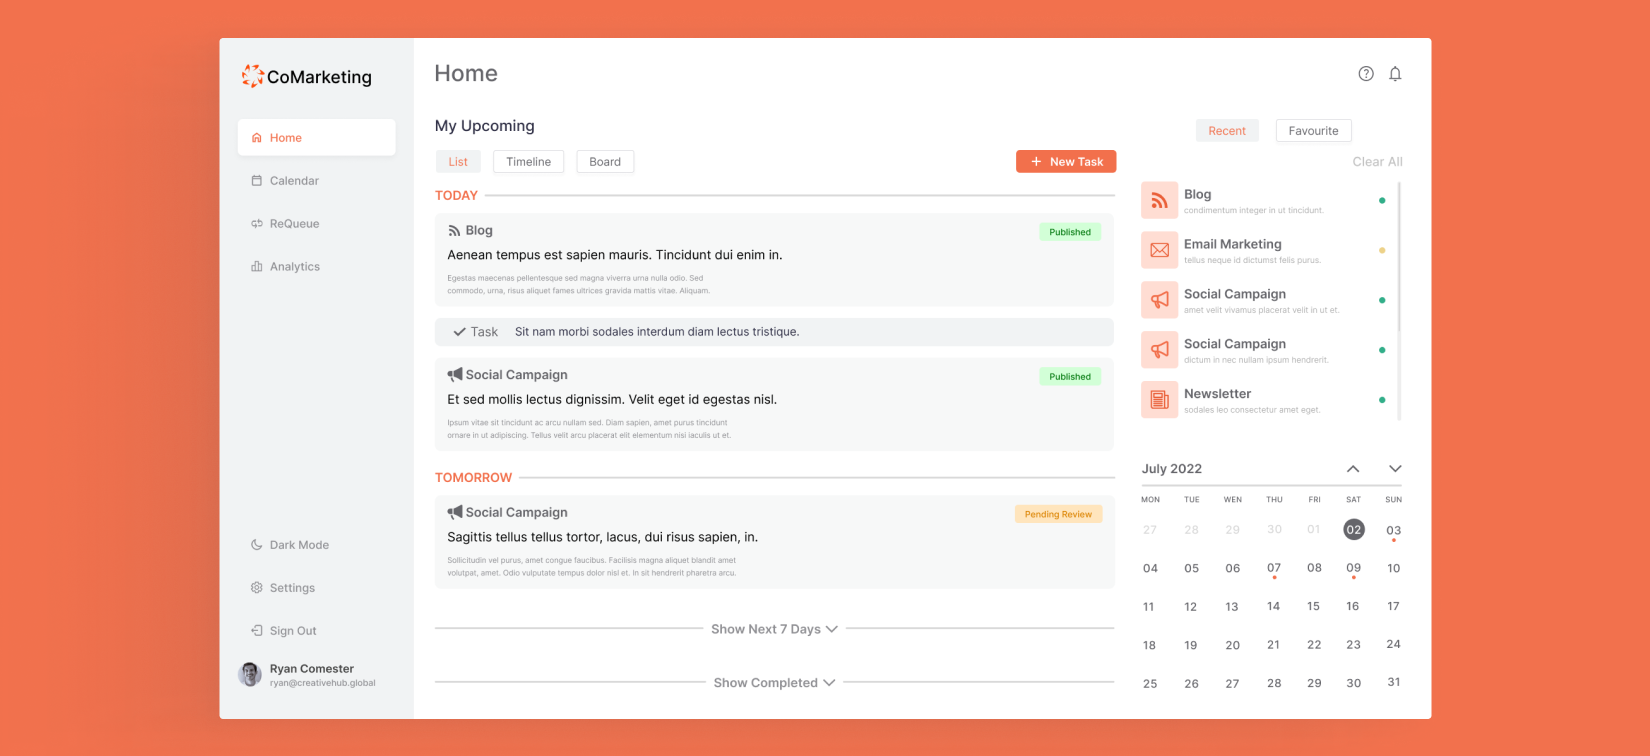 CoMarketing
Home
Calendar
ReQueue
Analytics
Dark Mode
Settings
Sign Out
Ryan Comester
ryan@creativehub.global
Home
My Upcoming
List Timeline Board
+ New Task
TODAY
Blog
Published
Aenean tempus est sapien mauris. Tincidunt dui enim in.
Egestas maecenas pellentesque sed magna viverra urna nulla odio. Sed
commodo, urna, risus aliquet fames ultrices gravida mattis vitae. Aliquam.
Task Sit nam morbi sodales interdum diam lectus tristique.
Social Campaign
Published
Et sed mollis lectus dignissim. Velit eget id egestas nisl.
Ipsum vitae sit tincidunt ac arcu nullam sed. Diam sapien, amet purus tincidunt
ornare in ut adipiscing. Tellus velit arcu placerat elit elementum nisi iaculis ut et.
TOMORROW
Social Campaign
Pending Review
Sagittis tellus tellus tortor, lacus, dui risus sapien, in.
Sollicitudin vel purus, amet congue faucibus. Facilisis magna aliquet blandit amet
volutpat, amet. Odio vulputate tempus dolor nisl et. In sit hendrerit pharetra arcu.
Show Next 7 Days
Show Completed
Recent Favourite
Clear All
Blog
condimentum integer in ut tincidunt.
Email Marketing
tellus neque id dictumst felis purus.
Social Campaign
amet velit vivamus placerat velit in ut et.
Social Campaign
dictum in nec nullam ipsum hendrerit.
Newsletter
sodales leo consectetur amet eget.
July 2022
MON TUE WEN THU FRI SAT SUN
27 28 29 30 01 02 03
04 05 06 07 08 09 10
11 12 13 14 15 16 17
18 19 20 21 22 23 24
25 26 27 28 29 30 31